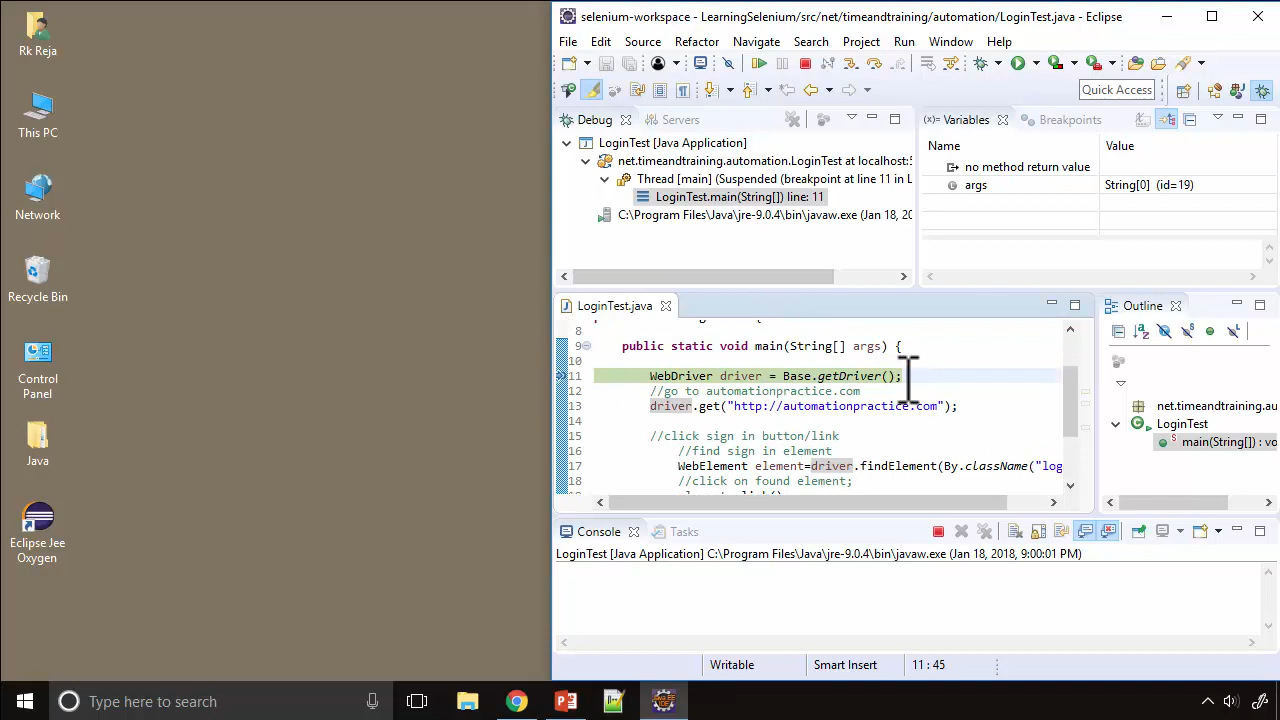 Rk Reja
This PC
Network
Recycle Bin
Control
Panel
Java
Eclipse Jee
Oxygen
selenium-workspace - LearningSelenium/src/net/timeandtraining/automation/LoginTest.java - Eclipse
File Edit Source Refactor Navigate Search Project Run Window Help
Quick Access
Debug Servers
LoginTest [Java Application]
net.timeandtraining.automation.LoginTest at localhost:5
Thread [main] (Suspended (breakpoint at line 11 in L
LoginTest.main(String[]) line: 11
C:\Program Files\Java\jre-9.0.4\bin\javaw.exe (Jan 18, 20
(x)= Variables Breakpoints
Name Value
no method return value
args String[0] (id=19)
LoginTest.java
8
9 public static void main(String[] args) {
10
11 WebDriver driver = Base.getDriver();
12 //go to automationpractice.com
13 driver.get("http://automationpractice.com");
14
15 //click sign in button/link
16 //find sign in element
17 WebElement element=driver.findElement(By.className("log
18 //click on found element;
Outline
net.timeandtraining.au
LoginTest
main(String[]) : vo
Console Tasks
LoginTest [Java Application] C:\Program Files\Java\jre-9.0.4\bin\javaw.exe (Jan 18, 2018, 9:00:01 PM)
Writable Smart Insert 11 : 45
Type here to search